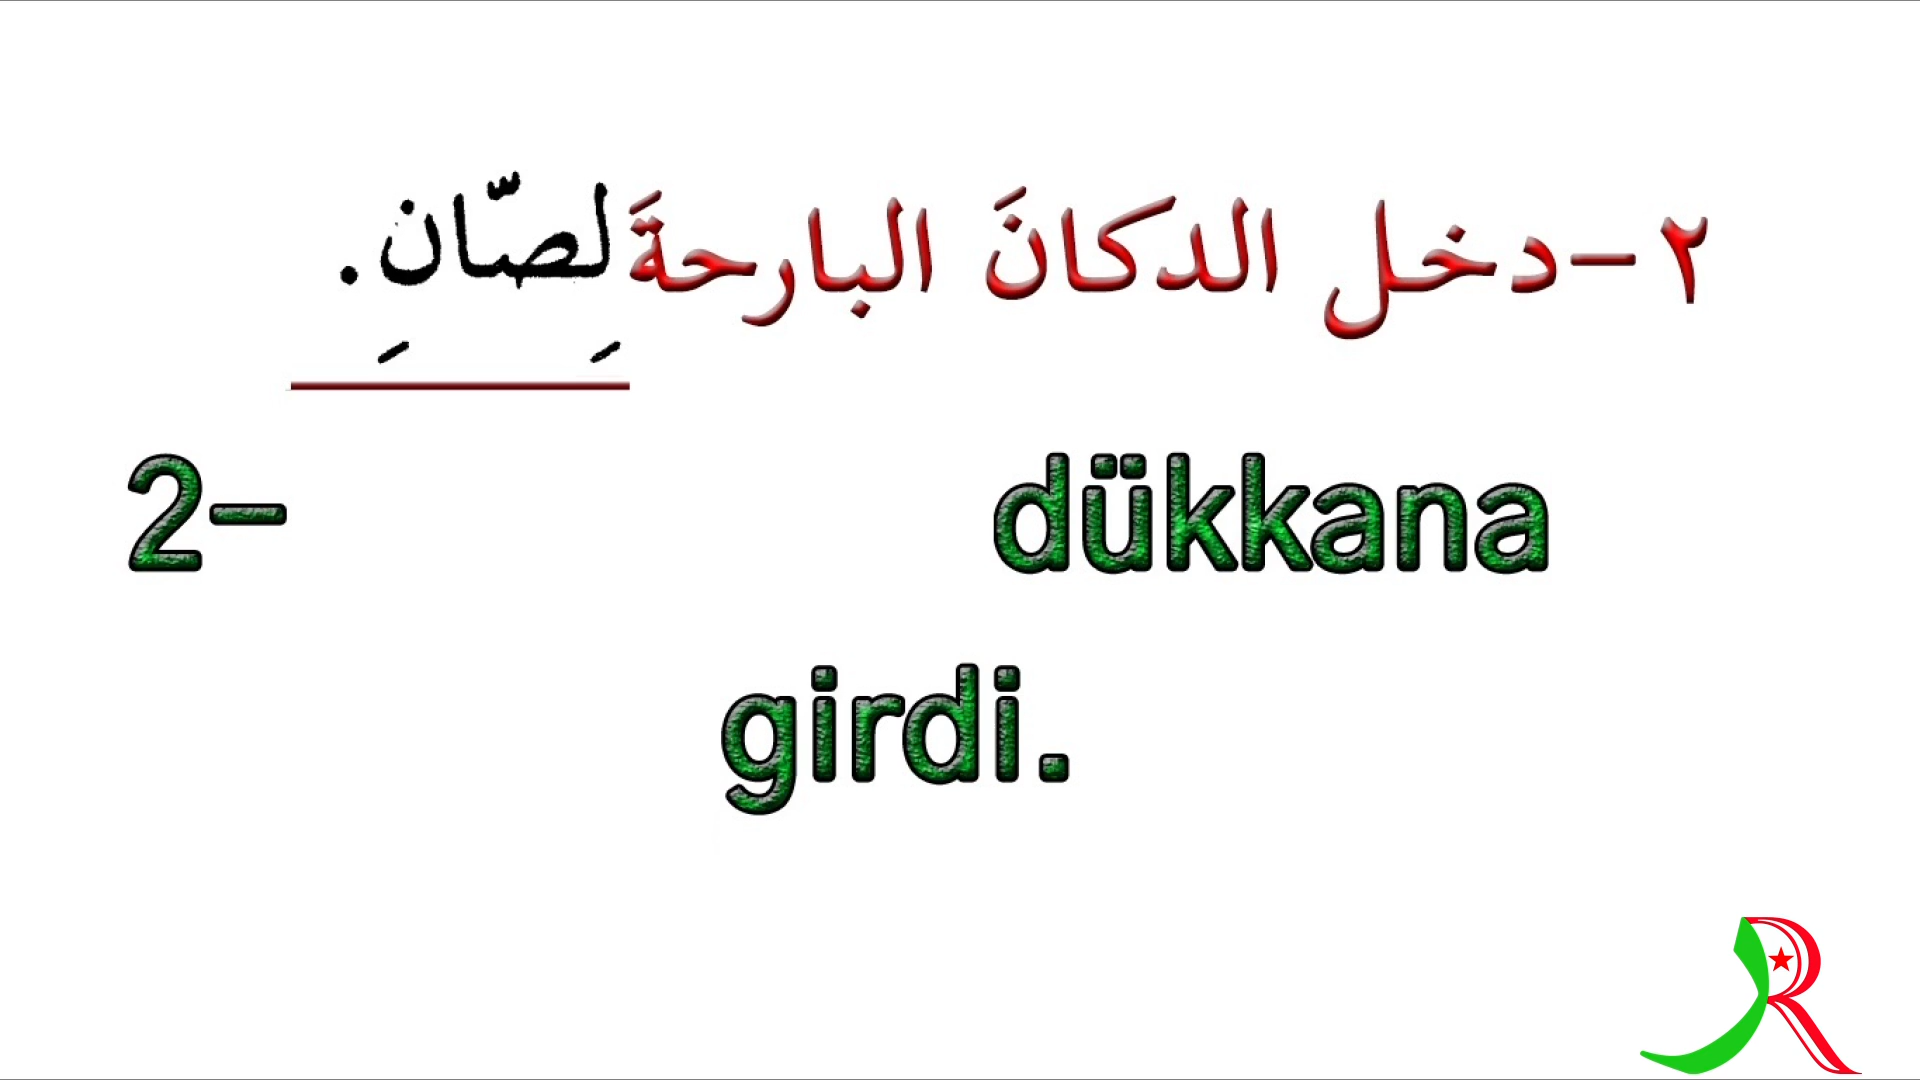 ٢-دخل الدكانَ البارحةَ لِصّانِ.
2- dükkana
girdi.